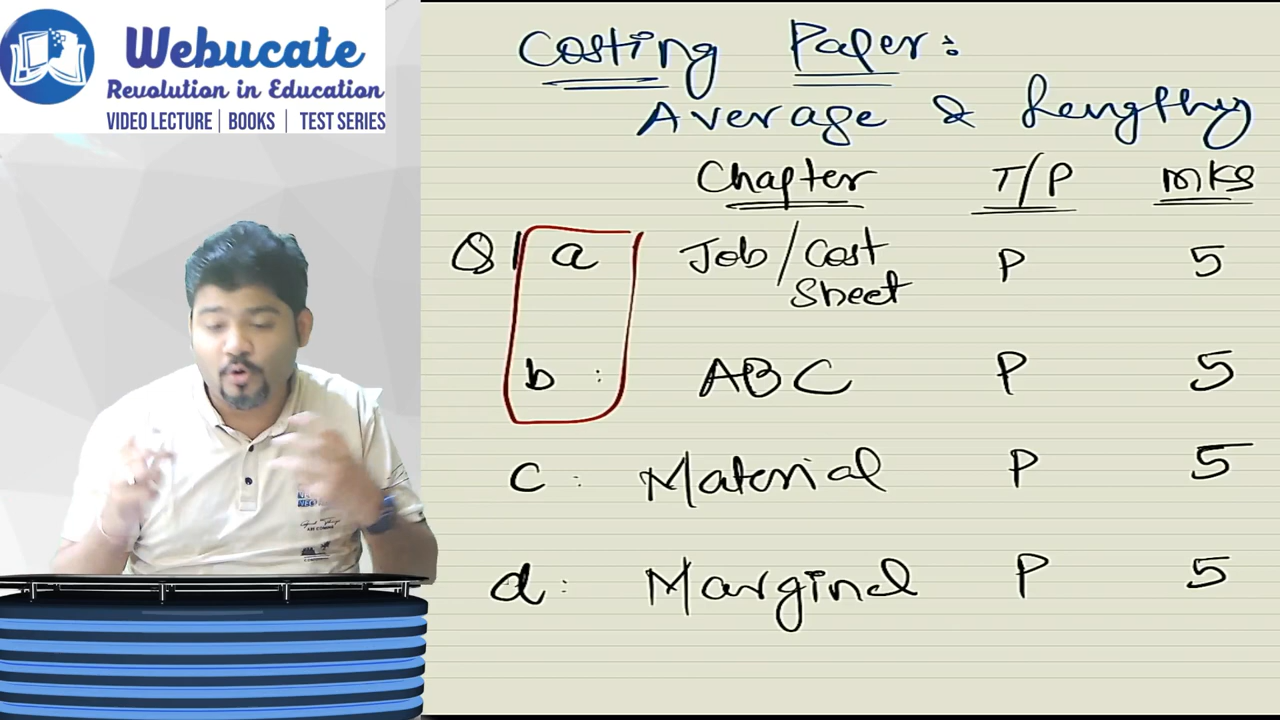 Webucate
Revolution in Education
VIDEO LECTURE | BOOKS | TEST SERIES
Costing Paper:
Average & Lengthy
Chapter T/P MKS
Q1 a Job/Cost Sheet P 5
b : ABC P 5
c : Material P 5
d : Marginal P 5